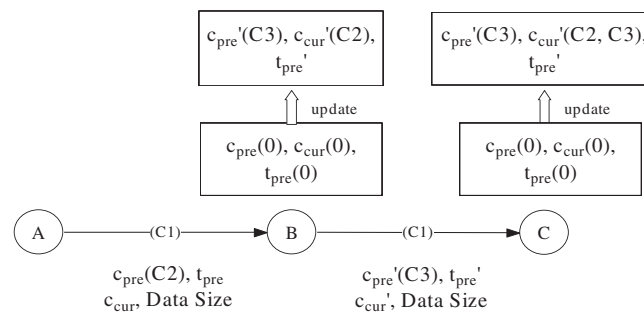 c_pre'(C3), c_cur'(C2),
t_pre'
c_pre'(C3), c_cur'(C2, C3),
t_pre'
update
update
c_pre(0), c_cur(0),
t_pre(0)
c_pre(0), c_cur(0),
t_pre(0)
A
(C1)
B
(C1)
C
c_pre(C2), t_pre
c_cur, Data Size
c_pre'(C3), t_pre'
c_cur', Data Size